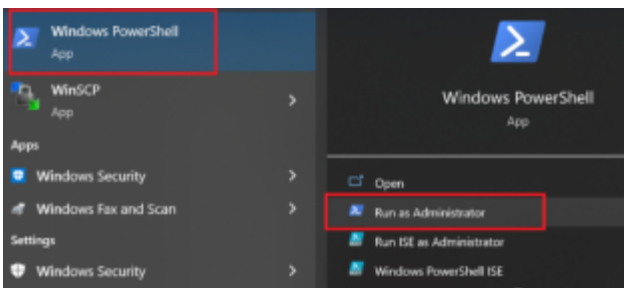 Windows PowerShell
App
WinSCP
App
Apps
Windows Security
Windows Fax and Scan
Settings
Windows Security
Windows PowerShell
App
Open
Run as Administrator
Run ISE as Administrator
Windows PowerShell ISE